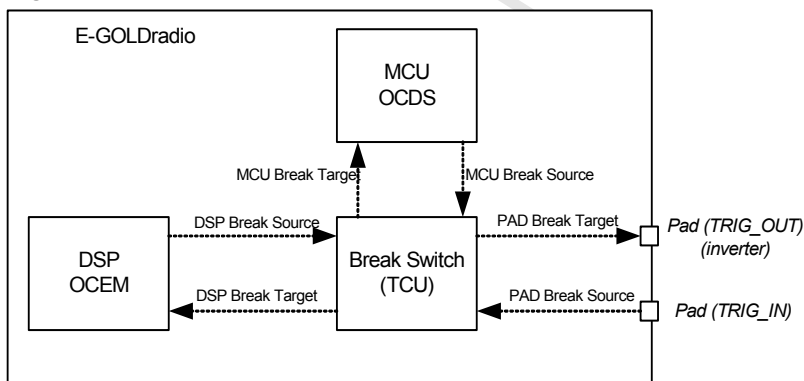 E-GOLDradio
MCU
OCDS
MCU Break Target
MCU Break Source
DSP Break Source
PAD Break Target
Pad (TRIG_OUT)
(inverter)
DSP
OCEM
Break Switch
(TCU)
DSP Break Target
PAD Break Source
Pad (TRIG_IN)